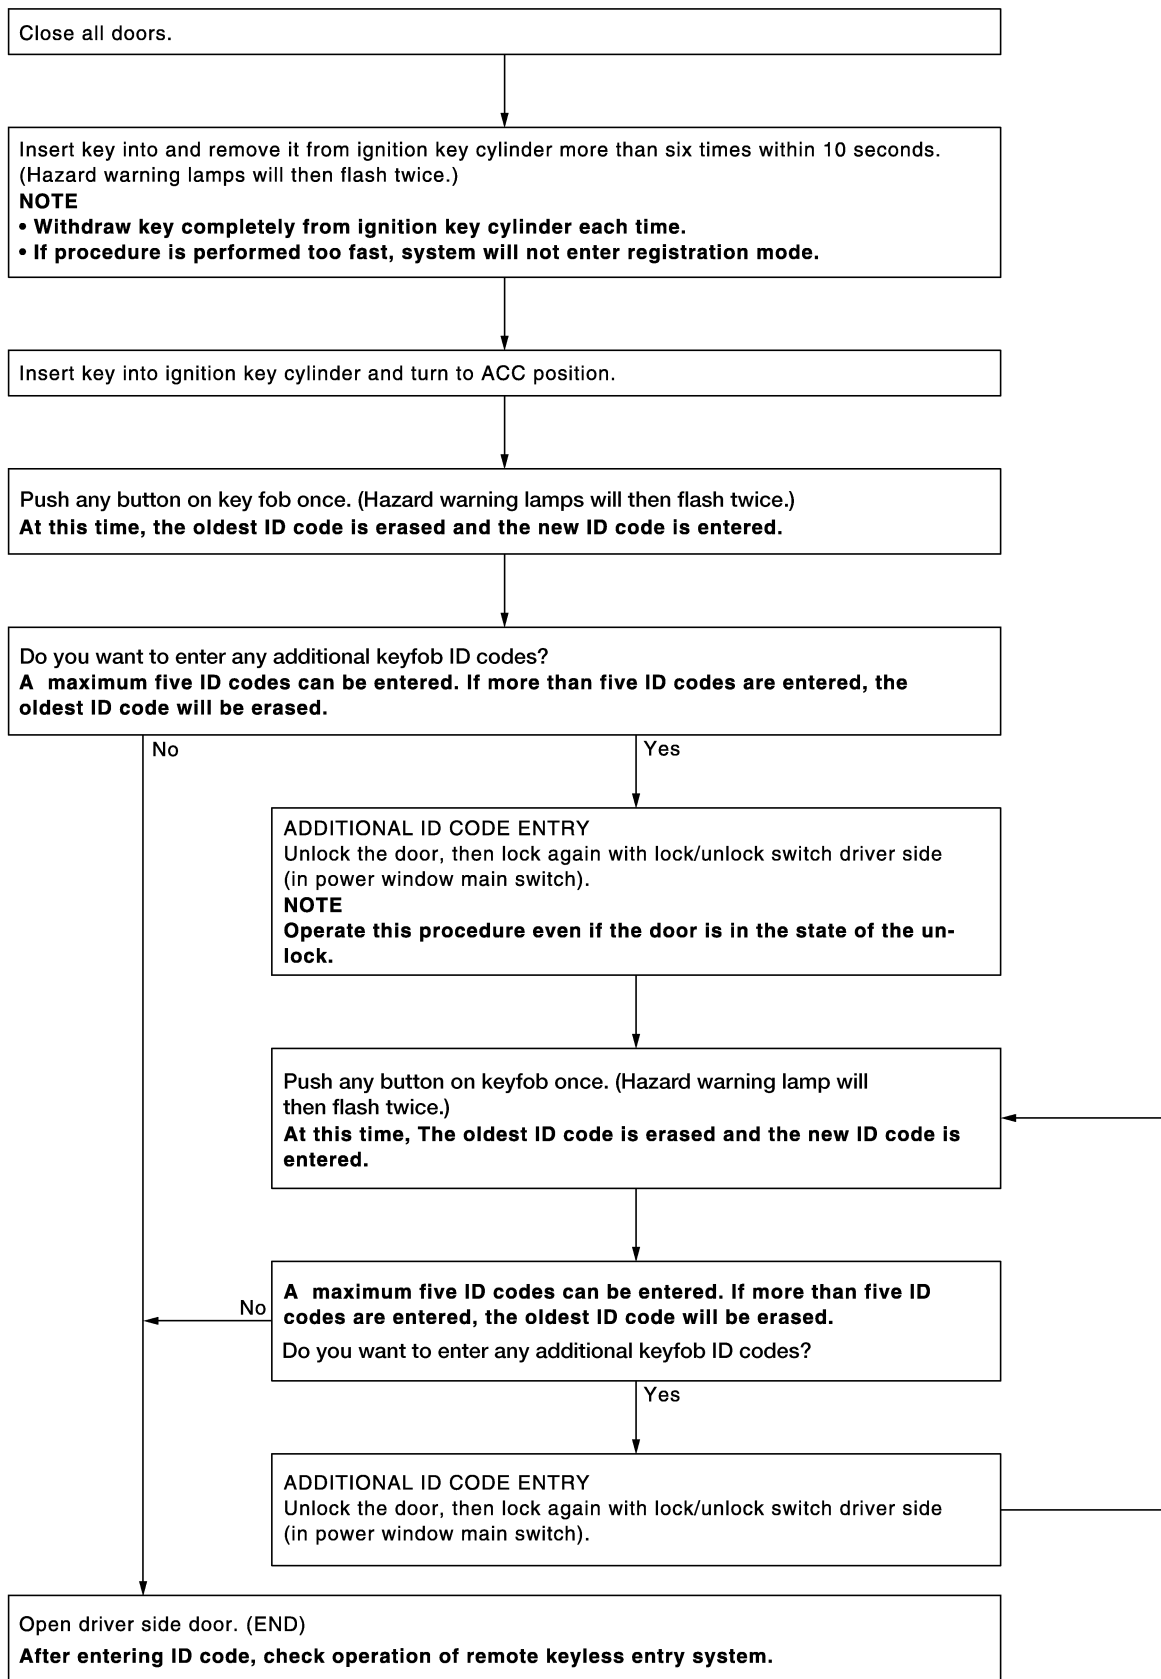 Close all doors.
Insert key into and remove it from ignition key cylinder more than six times within 10 seconds.
(Hazard warning lamps will then flash twice.)
NOTE
• Withdraw key completely from ignition key cylinder each time.
• If procedure is performed too fast, system will not enter registration mode.
Insert key into ignition key cylinder and turn to ACC position.
Push any button on key fob once. (Hazard warning lamps will then flash twice.)
At this time, the oldest ID code is erased and the new ID code is entered.
Do you want to enter any additional keyfob ID codes?
A maximum five ID codes can be entered. If more than five ID codes are entered, the
oldest ID code will be erased.
No
Yes
ADDITIONAL ID CODE ENTRY
Unlock the door, then lock again with lock/unlock switch driver side
(in power window main switch).
NOTE
Operate this procedure even if the door is in the state of the un-
lock.
Push any button on keyfob once. (Hazard warning lamp will
then flash twice.)
At this time, The oldest ID code is erased and the new ID code is
entered.
A maximum five ID codes can be entered. If more than five ID
codes are entered, the oldest ID code will be erased.
Do you want to enter any additional keyfob ID codes?
No
Yes
ADDITIONAL ID CODE ENTRY
Unlock the door, then lock again with lock/unlock switch driver side
(in power window main switch).
Open driver side door. (END)
After entering ID code, check operation of remote keyless entry system.